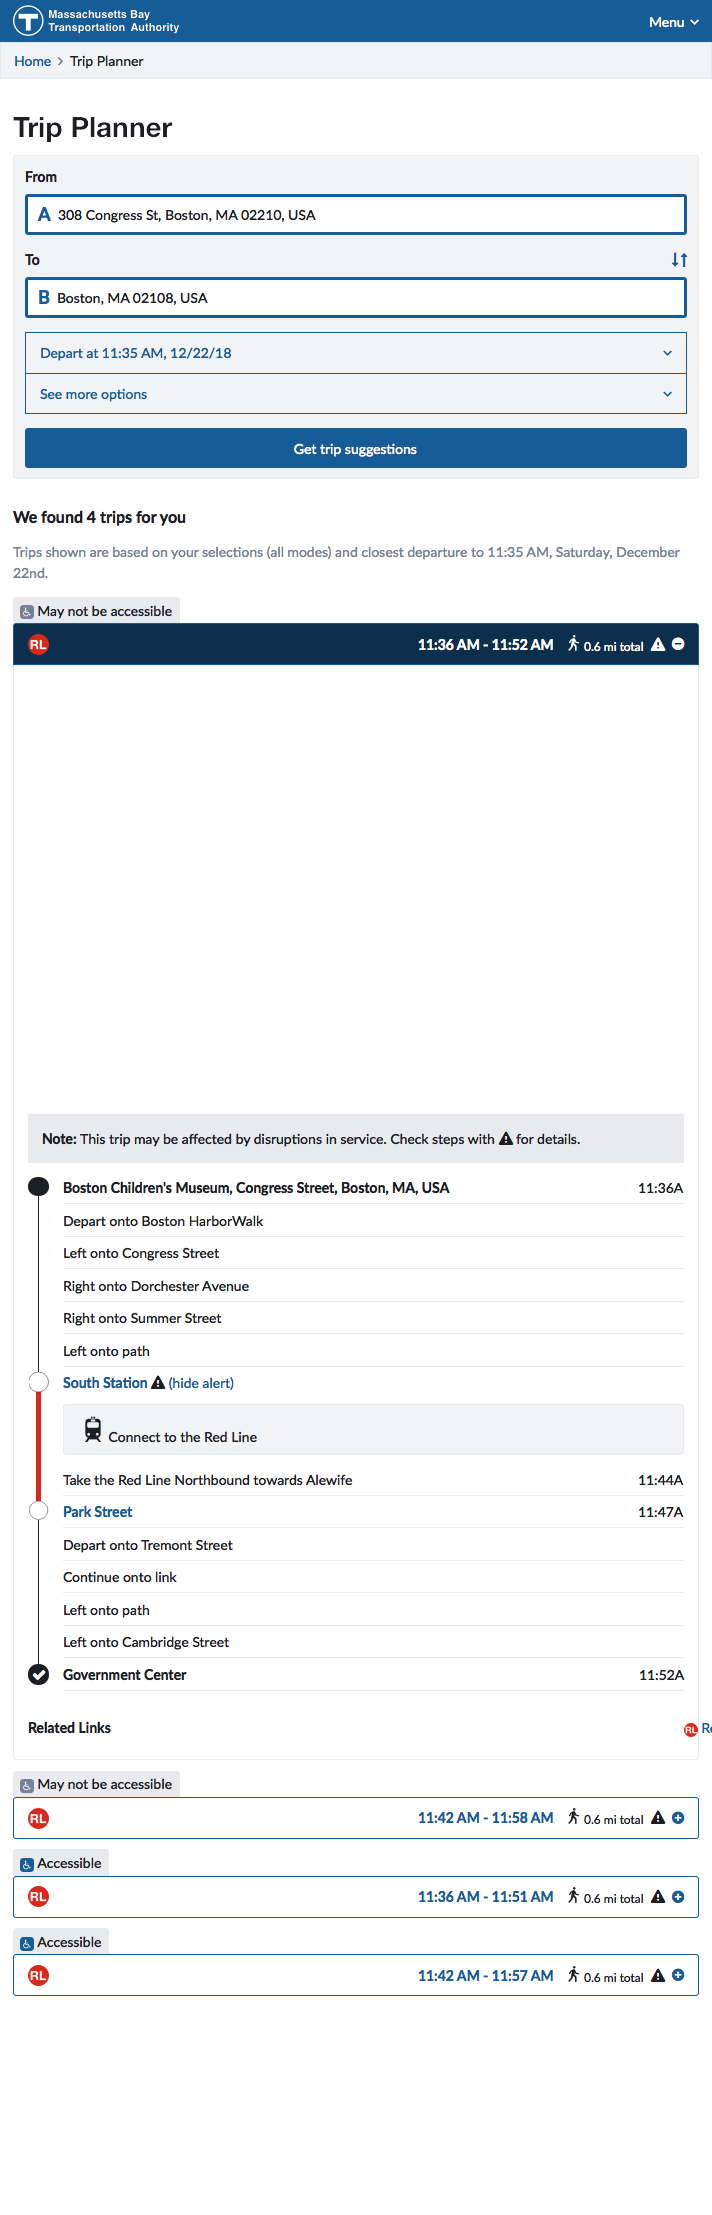 Massachusetts Bay
Transportation Authority
Menu
Home > Trip Planner
Trip Planner
From
A 308 Congress St, Boston, MA 02210, USA
To
B Boston, MA 02108, USA
Depart at 11:35 AM, 12/22/18
See more options
Get trip suggestions
We found 4 trips for you
Trips shown are based on your selections (all modes) and closest departure to 11:35 AM, Saturday, December
22nd.
May not be accessible
RL 11:36 AM - 11:52 AM 0.6 mi total
Note: This trip may be affected by disruptions in service. Check steps with for details.
Boston Children's Museum, Congress Street, Boston, MA, USA 11:36A
Depart onto Boston HarborWalk
Left onto Congress Street
Right onto Dorchester Avenue
Right onto Summer Street
Left onto path
South Station (hide alert)
Connect to the Red Line
Take the Red Line Northbound towards Alewife 11:44A
Park Street 11:47A
Depart onto Tremont Street
Continue onto link
Left onto path
Left onto Cambridge Street
Government Center 11:52A
Related Links RL
May not be accessible
RL 11:42 AM - 11:58 AM 0.6 mi total
Accessible
RL 11:36 AM - 11:51 AM 0.6 mi total
Accessible
RL 11:42 AM - 11:57 AM 0.6 mi total